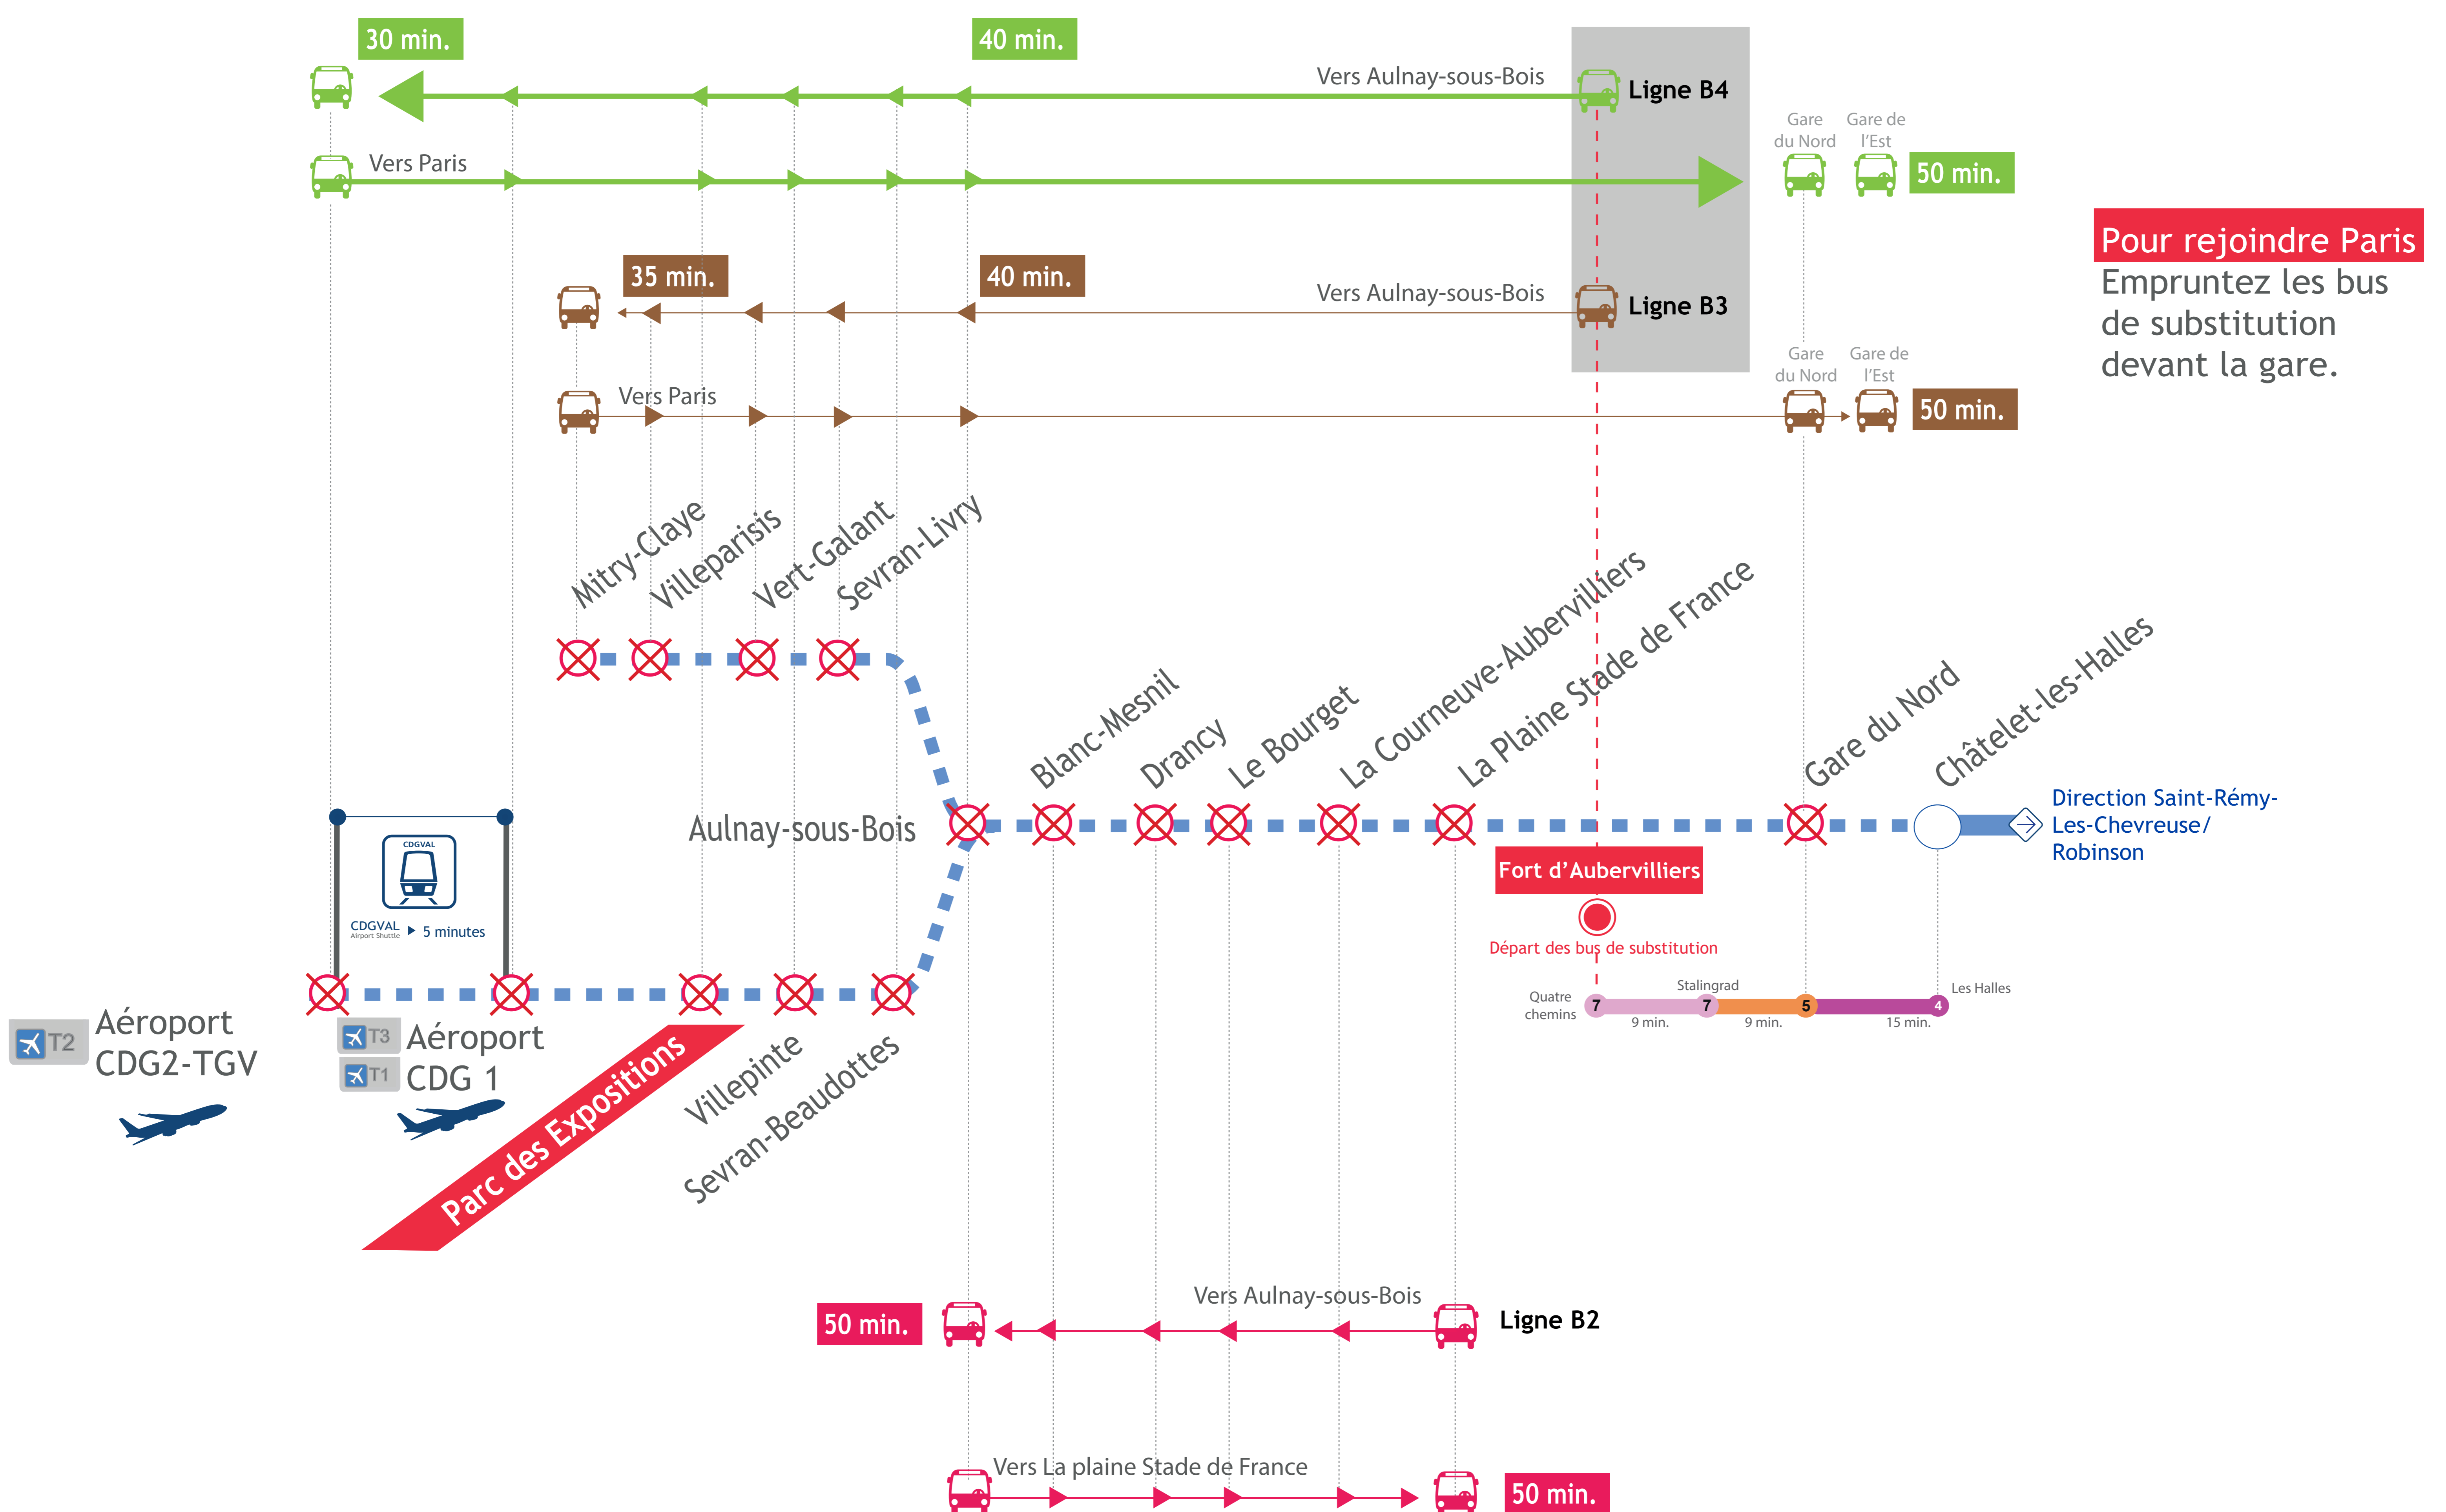 30 min.
40 min.
Vers Aulnay-sous-Bois
Ligne B4
Gare
du Nord
Gare de
l'Est
Vers Paris
50 min.
Pour rejoindre Paris
Empruntez les bus
de substitution
devant la gare.
35 min.
40 min.
Vers Aulnay-sous-Bois
Ligne B3
Gare
du Nord
Gare de
l'Est
Vers Paris
50 min.
Mitry-Claye
Villeparisis
Vert-Galant
Sevran-Livry
Aulnay-sous-Bois
Blanc-Mesnil
Drancy
Le Bourget
La Courneuve-Aubervilliers
La Plaine Stade de France
Gare du Nord
Châtelet-les-Halles
Direction Saint-Rémy-
Les-Chevreuse/
Robinson
CDGVAL
CDGVAL
Airport Shuttle
5 minutes
Fort d'Aubervilliers
Départ des bus de substitution
Quatre
chemins
Stalingrad
Les Halles
7
7
5
4
9 min.
9 min.
15 min.
T2
Aéroport
CDG2-TGV
T3
T1
Aéroport
CDG 1
Parc des Expositions
Villepinte
Sevran-Beaudottes
50 min.
Vers Aulnay-sous-Bois
Ligne B2
Vers La plaine Stade de France
50 min.